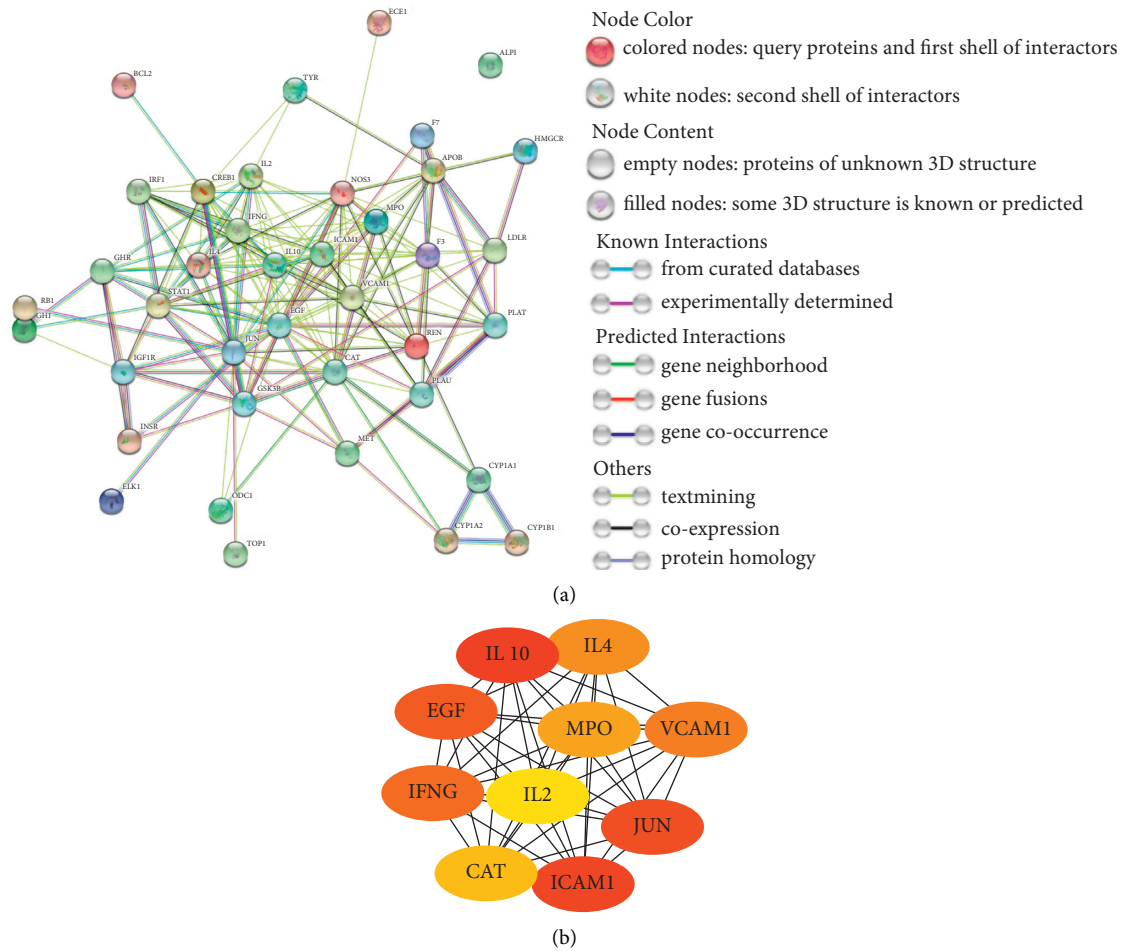 ECE1
ALPI
BCL2
TYR
F7
HMGCR
APOB
IL2
CREB1
IRF1
NOS3
MPO
IFNG
ICAM1
F3
LDLR
IL4
IL10
GHR
VCAM1
STAT1
RB1
GH1
EGF
PLAT
JUN
REN
CAT
IGF1R
PLAU
GSK3B
INSR
MET
CYP1A1
ELK1
ODC1
CYP1A2
CYP1B1
TOP1
Node Color
colored nodes: query proteins and first shell of interactors
white nodes: second shell of interactors
Node Content
empty nodes: proteins of unknown 3D structure
filled nodes: some 3D structure is known or predicted
Known Interactions
from curated databases
experimentally determined
Predicted Interactions
gene neighborhood
gene fusions
gene co-occurrence
Others
textmining
co-expression
protein homology
(a)
IL 10
IL4
EGF
MPO
VCAM1
IFNG
IL2
JUN
CAT
ICAM1
(b)